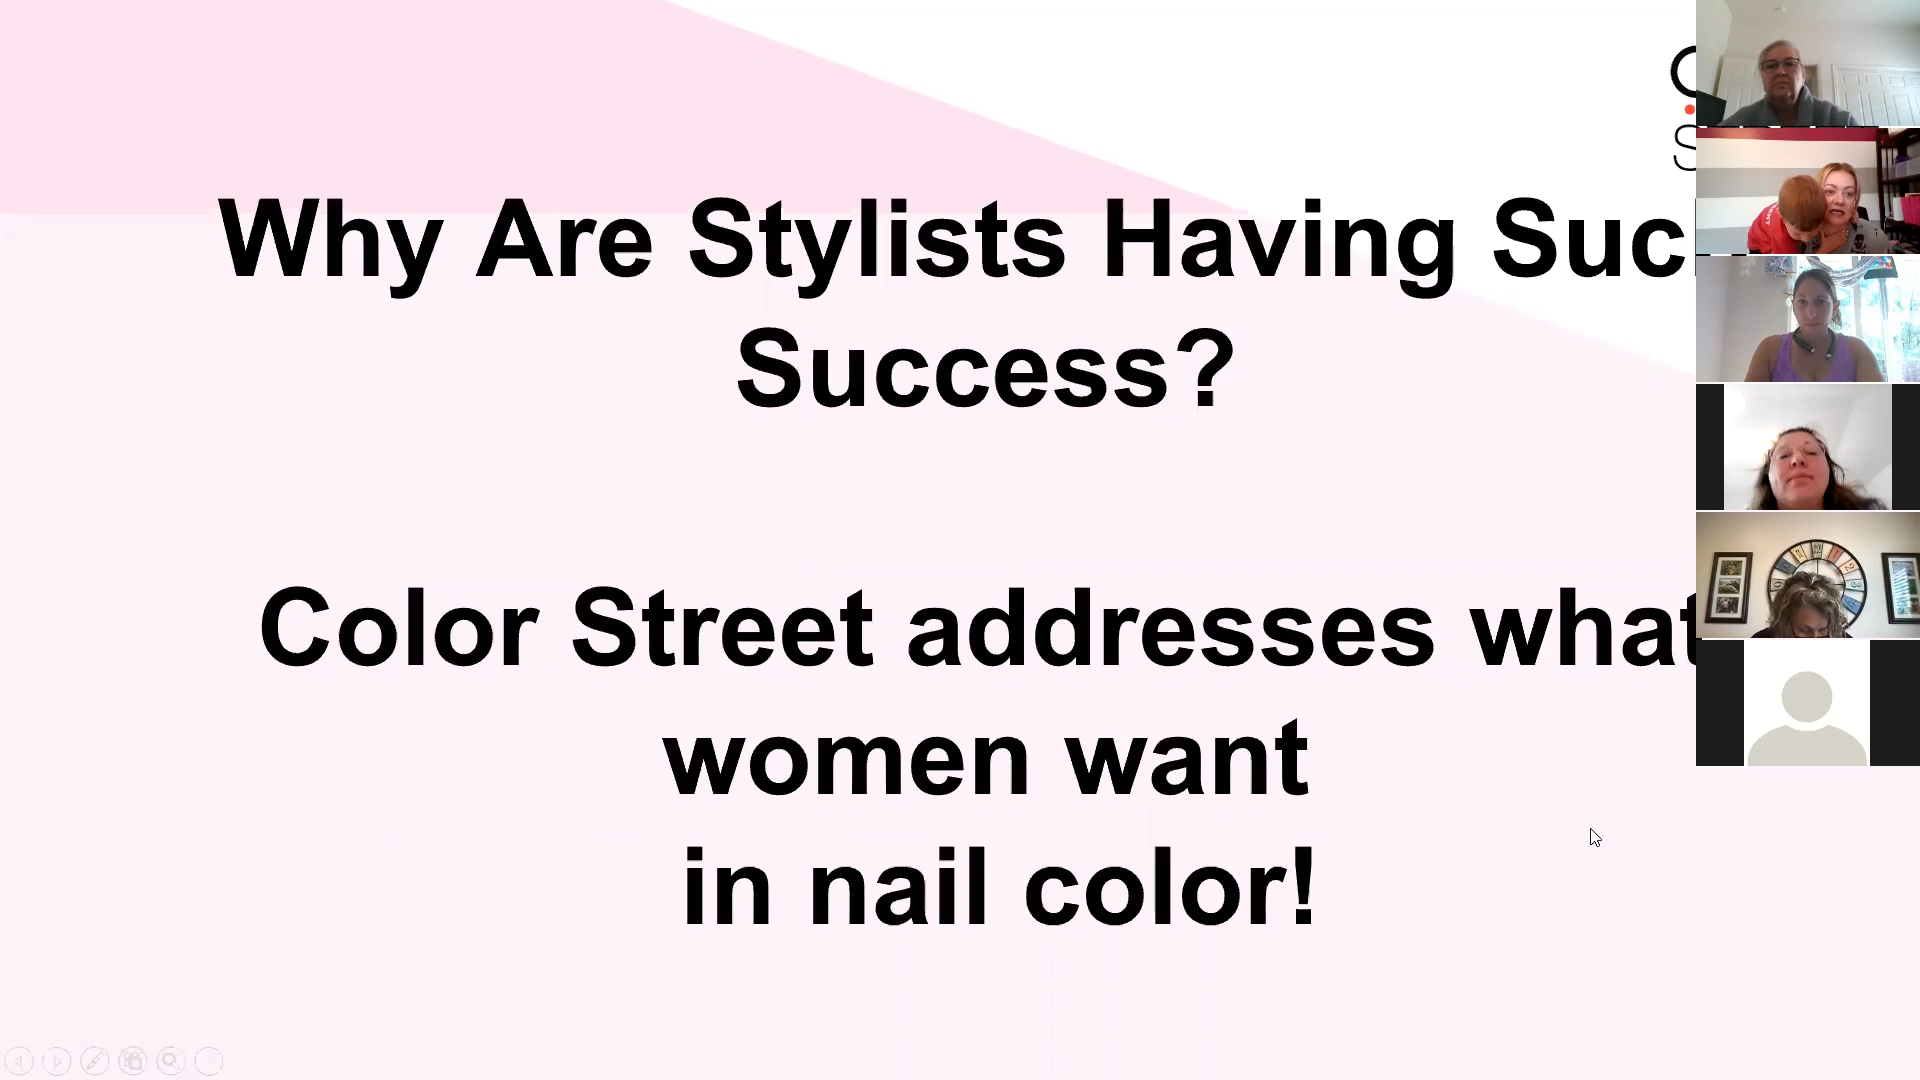 Why Are Stylists Having Suc
Success?
Color Street addresses what
women want
in nail color!